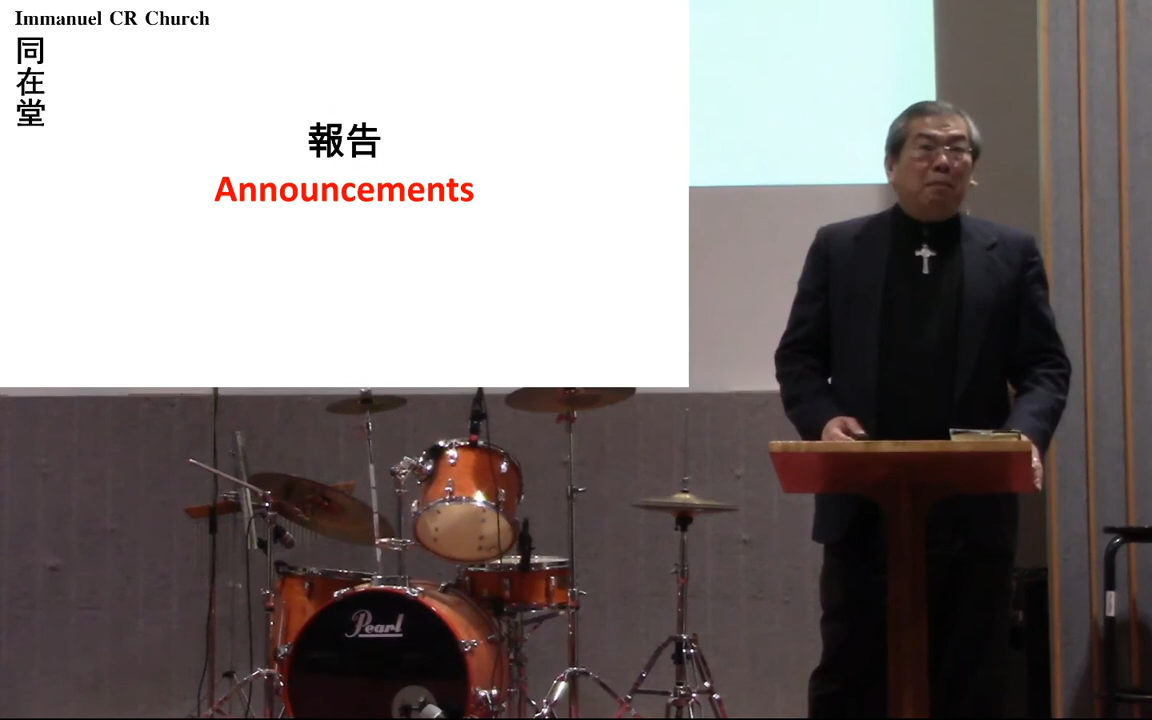 Immanuel CR Church
同在堂
報告
Announcements
Pearl